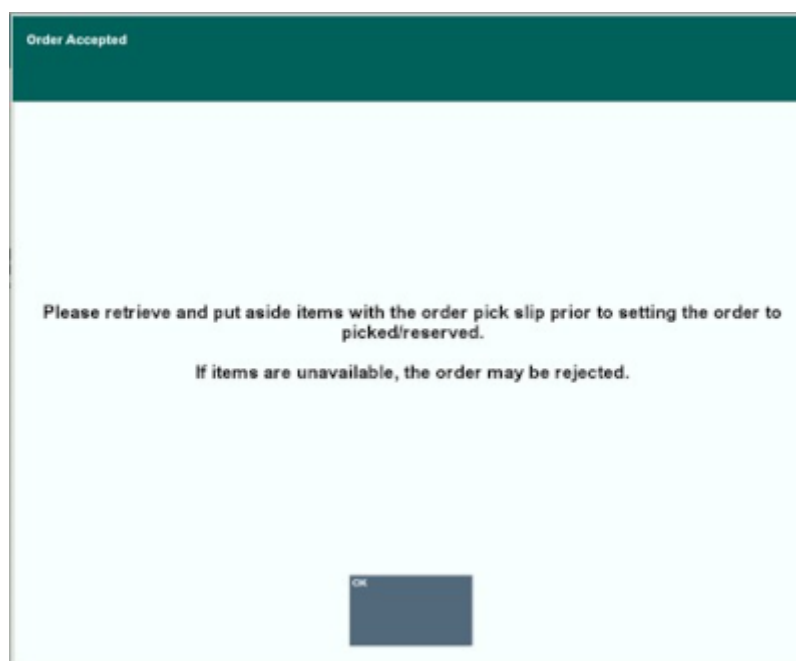 Order Accepted
Please retrieve and put aside items with the order pick slip prior to setting the order to
picked/reserved.
If items are unavailable, the order may be rejected.
OK